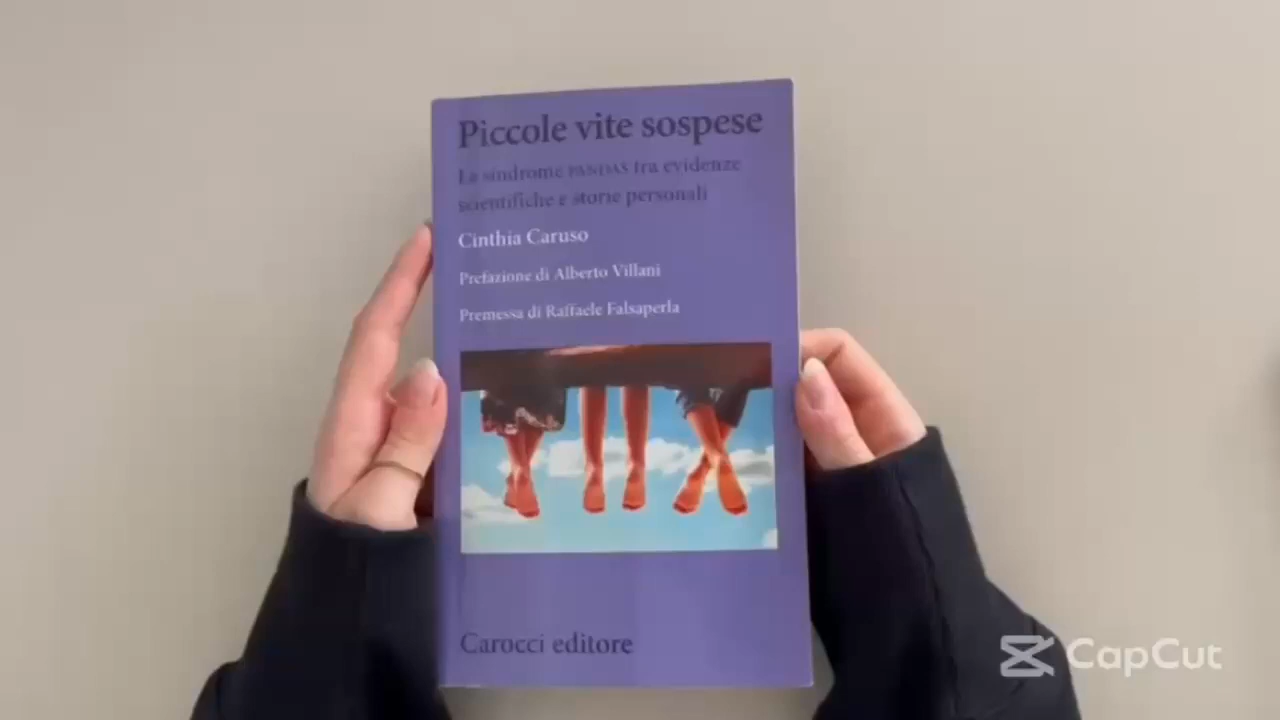 Piccole vite sospese
La sindrome PANDAS tra evidenze
scientifiche e storie personali
Cinthia Caruso
Prefazione di Alberto Villani
Premessa di Raffaele Falsaperla
Carocci editore
CapCut